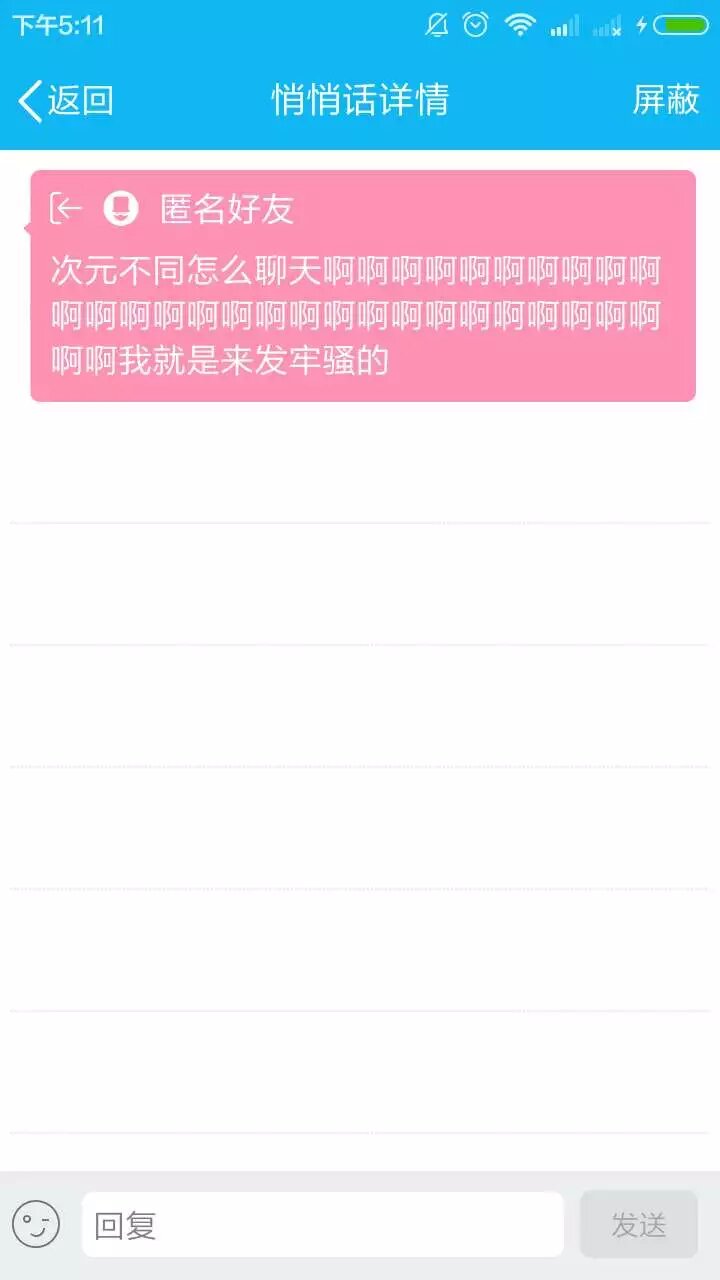 下午5:11
返回
悄悄话详情
屏蔽
匿名好友
次元不同怎么聊天啊啊啊啊啊啊啊啊啊啊
啊啊啊啊啊啊啊啊啊啊啊啊啊啊啊啊啊啊
啊啊我就是来发牢骚的
回复
发送